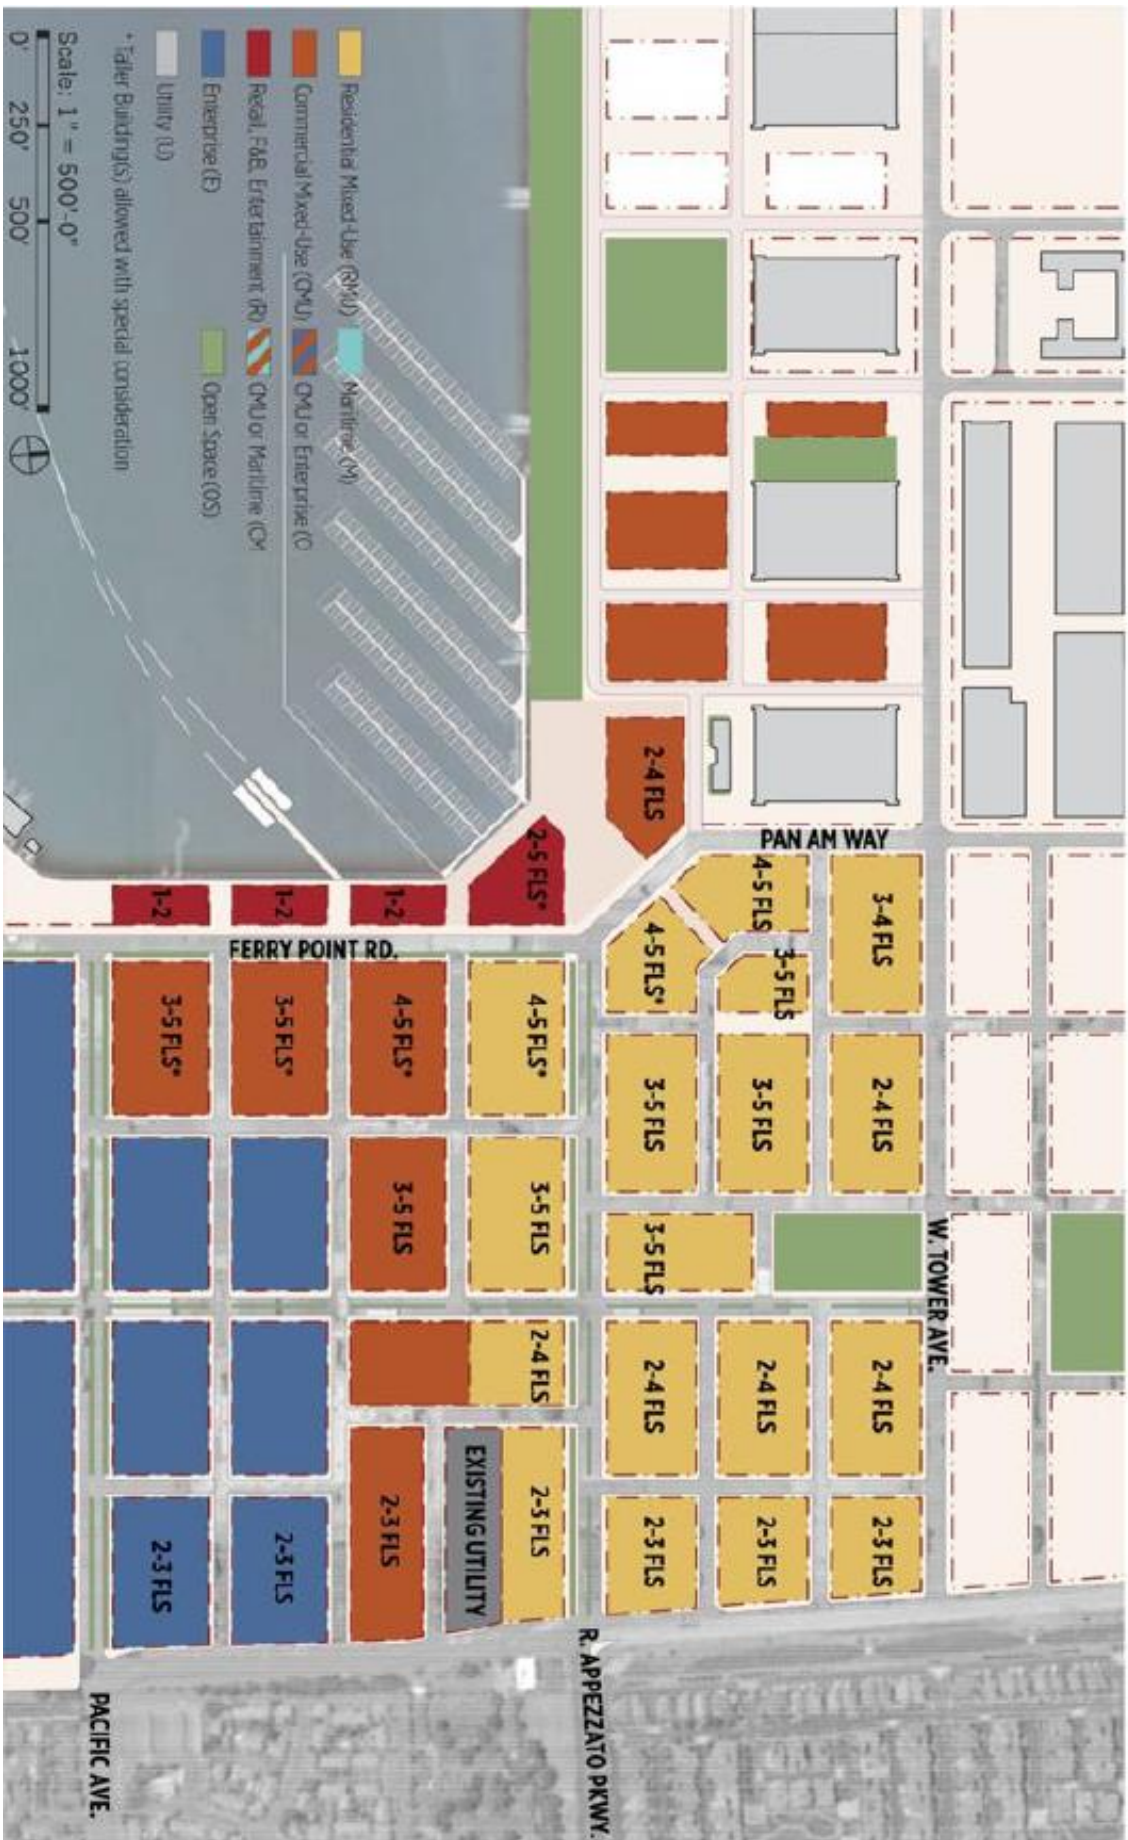 PAN AM WAY
W. TOWER AVE.
3-4 FLS
2-4 FLS
2-4 FLS
2-3 FLS
4-5 FLS
3-5 FLS
3-5 FLS
2-4 FLS
2-3 FLS
2-4 FLS
4-5 FLS*
3-5 FLS
3-5 FLS
2-4 FLS
2-3 FLS
R. APPEZZATO PKWY.
2-5 FLS*
4-5 FLS*
3-5 FLS
2-4 FLS
2-3 FLS
EXISTING UTILITY
1-2
4-5 FLS*
3-5 FLS
2-3 FLS
FERRY POINT RD.
1-2
3-5 FLS*
2-3 FLS
1-2
3-5 FLS*
2-3 FLS
PACIFIC AVE.
Residential Mixed-Use (RMU)
Maritime (M)
Commercial Mixed-Use (CMU)
CMU or Enterprise (C
Retail, F&B, Entertainment (R)
CMU or Maritime (CM
Enterprise (E)
Open Space (OS)
Utility (U)
* Taller Building(s) allowed with special consideration
Scale: 1" = 500'-0"
0' 250' 500' 1000'